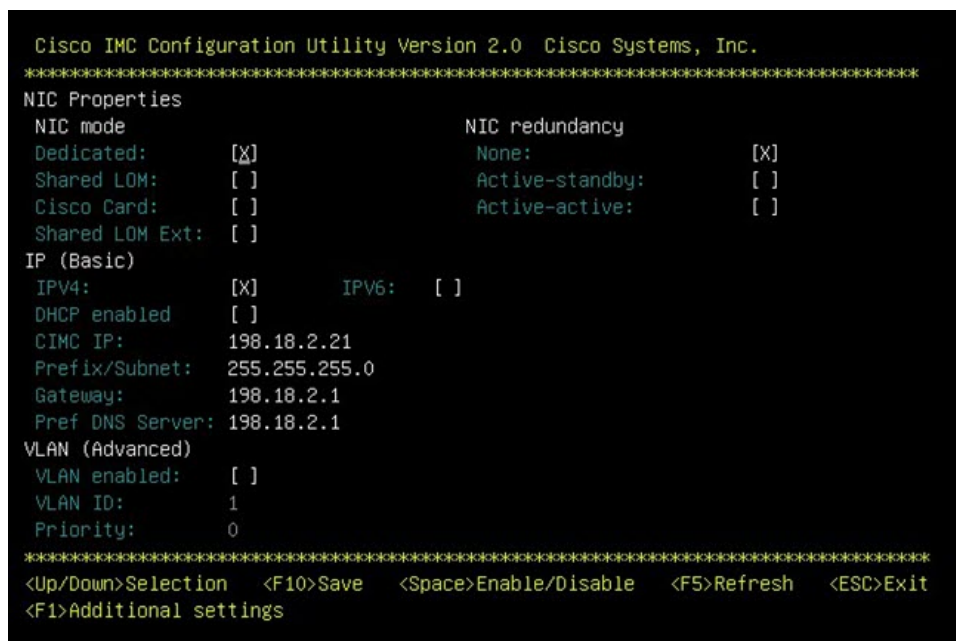 Cisco IMC Configuration Utility Version 2.0 Cisco Systems, Inc.
*******************************************************************************
NIC Properties
NIC mode NIC redundancy
Dedicated: [X] None: [X]
Shared LOM: [ ] Active-standby: [ ]
Cisco Card: [ ] Active-active: [ ]
Shared LOM Ext: [ ]
IP (Basic)
IPV4: [X] IPV6: [ ]
DHCP enabled [ ]
CIMC IP: 198.18.2.21
Prefix/Subnet: 255.255.255.0
Gateway: 198.18.2.1
Pref DNS Server: 198.18.2.1
VLAN (Advanced)
VLAN enabled: [ ]
VLAN ID: 1
Priority: 0
********************************************************************************
<Up/Down>Selection <F10>Save <Space>Enable/Disable <F5>Refresh <ESC>Exit
<F1>Additional settings